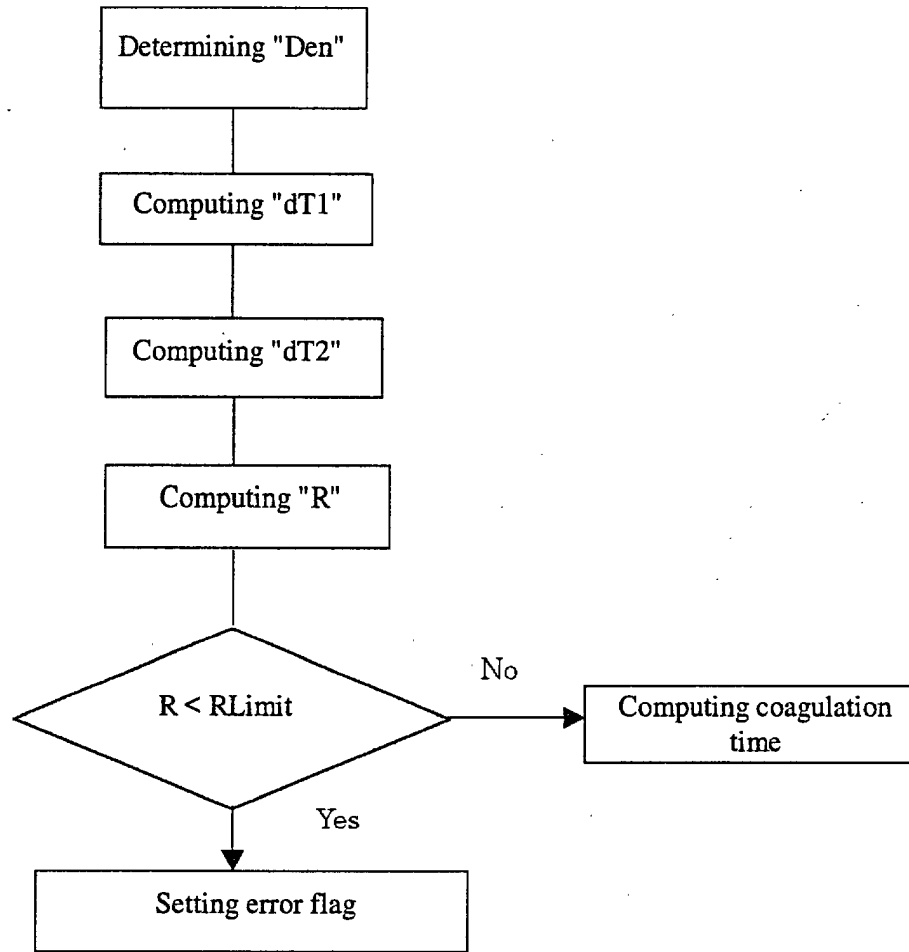 Determining "Den"
Computing "dT1"
Computing "dT2"
Computing "R"
R < RLimit
No
Computing coagulation
time
Yes
Setting error flag